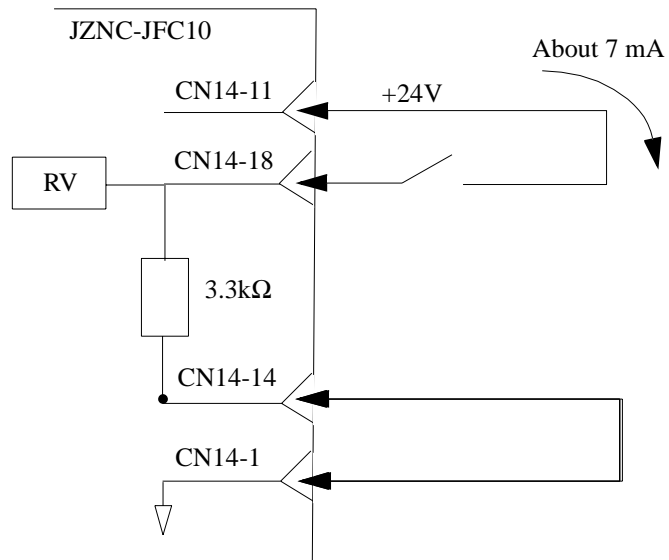 JZNC-JFC10
About 7 mA
CN14-11
+24V
CN14-18
RV
3.3kΩ
CN14-14
CN14-1